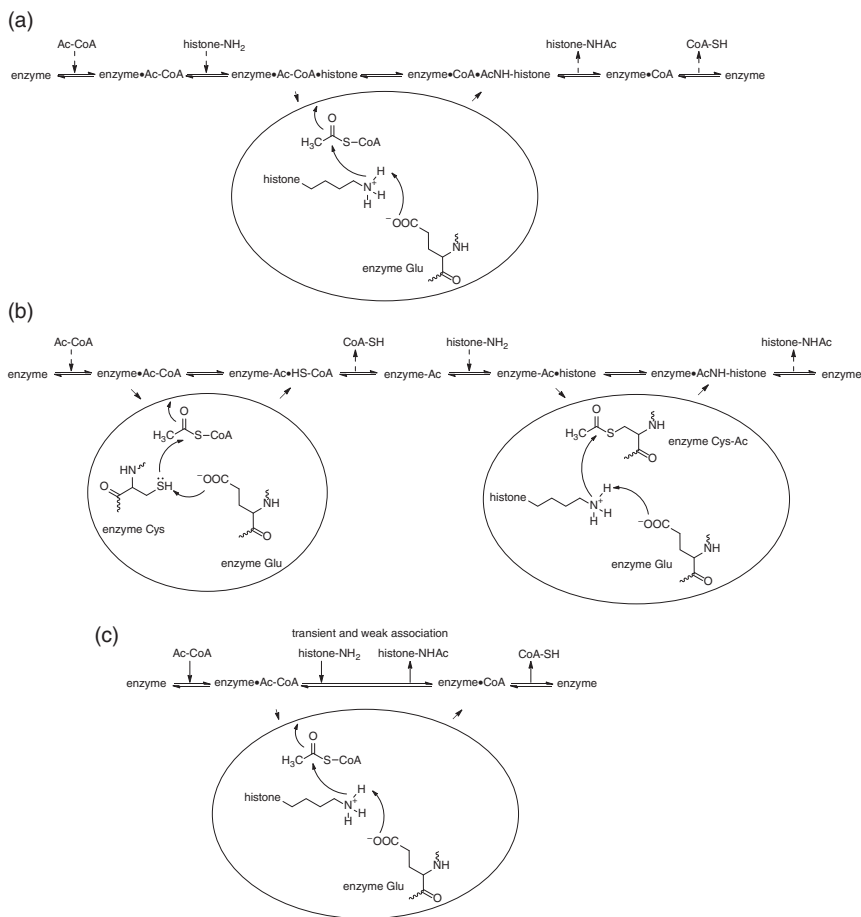 (a)
Ac-CoA histone-NH2 histone-NHAc CoA-SH
enzyme enzyme•Ac-CoA enzyme•Ac-CoA•histone enzyme•CoA•AcNH-histone enzyme•CoA enzyme
O
H3C S–CoA
H
histone N+ H
H
–OOC
NH
enzyme Glu
O
(b)
Ac-CoA CoA-SH histone-NH2 histone-NHAc
enzyme enzyme•Ac-CoA enzyme-Ac•HS-CoA enzyme-Ac enzyme-Ac•histone enzyme•AcNH-histone enzyme
O
H3C S–CoA
HN
O
SH
enzyme Cys
–OOC
NH
O
enzyme Glu
O
H3C S NH
enzyme Cys-Ac
O
histone N+ H
H
H
–OOC
NH
enzyme Glu
O
(c)
transient and weak association
Ac-CoA histone-NH2 histone-NHAc CoA-SH
enzyme enzyme•Ac-CoA enzyme•CoA enzyme
O
H3C S–CoA
H
histone N+ H
H
–OOC
NH
enzyme Glu
O